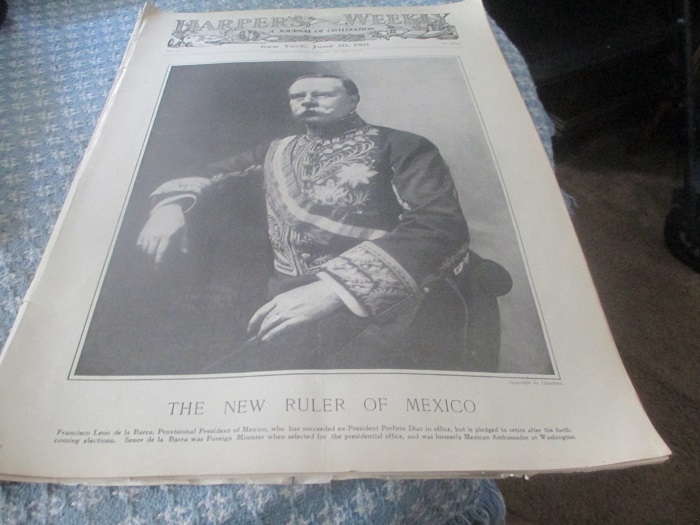 HARPER'S WEEKLY
A JOURNAL OF CIVILIZATION
New York, June 10, 1911
Copyright by Clinedinst
THE NEW RULER OF MEXICO
Francisco Leon de la Barra, Provisional President of Mexico, who has succeeded ex-President Porfirio Diaz in office, but is pledged to retire after the forth-
coming elections. Senor de la Barra was Foreign Minister when selected for the presidential office, and was formerly Mexican Ambassador at Washington.